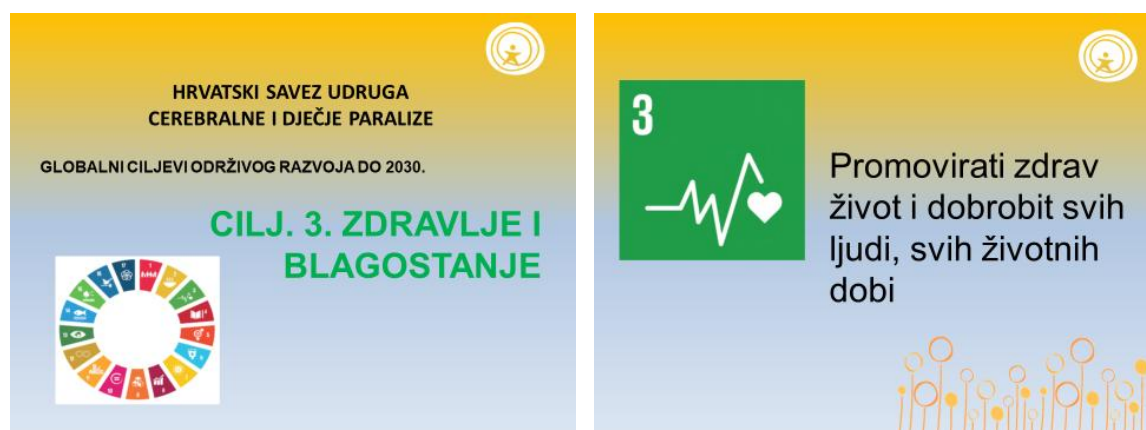 HRVATSKI SAVEZ UDRUGA
CEREBRALNE I DJEČJE PARALIZE
GLOBALNI CILJEVI ODRŽIVOG RAZVOJA DO 2030.
CILJ. 3. ZDRAVLJE I
BLAGOSTANJE
3
Promovirati zdrav
život i dobrobit svih
ljudi, svih životnih
dobi